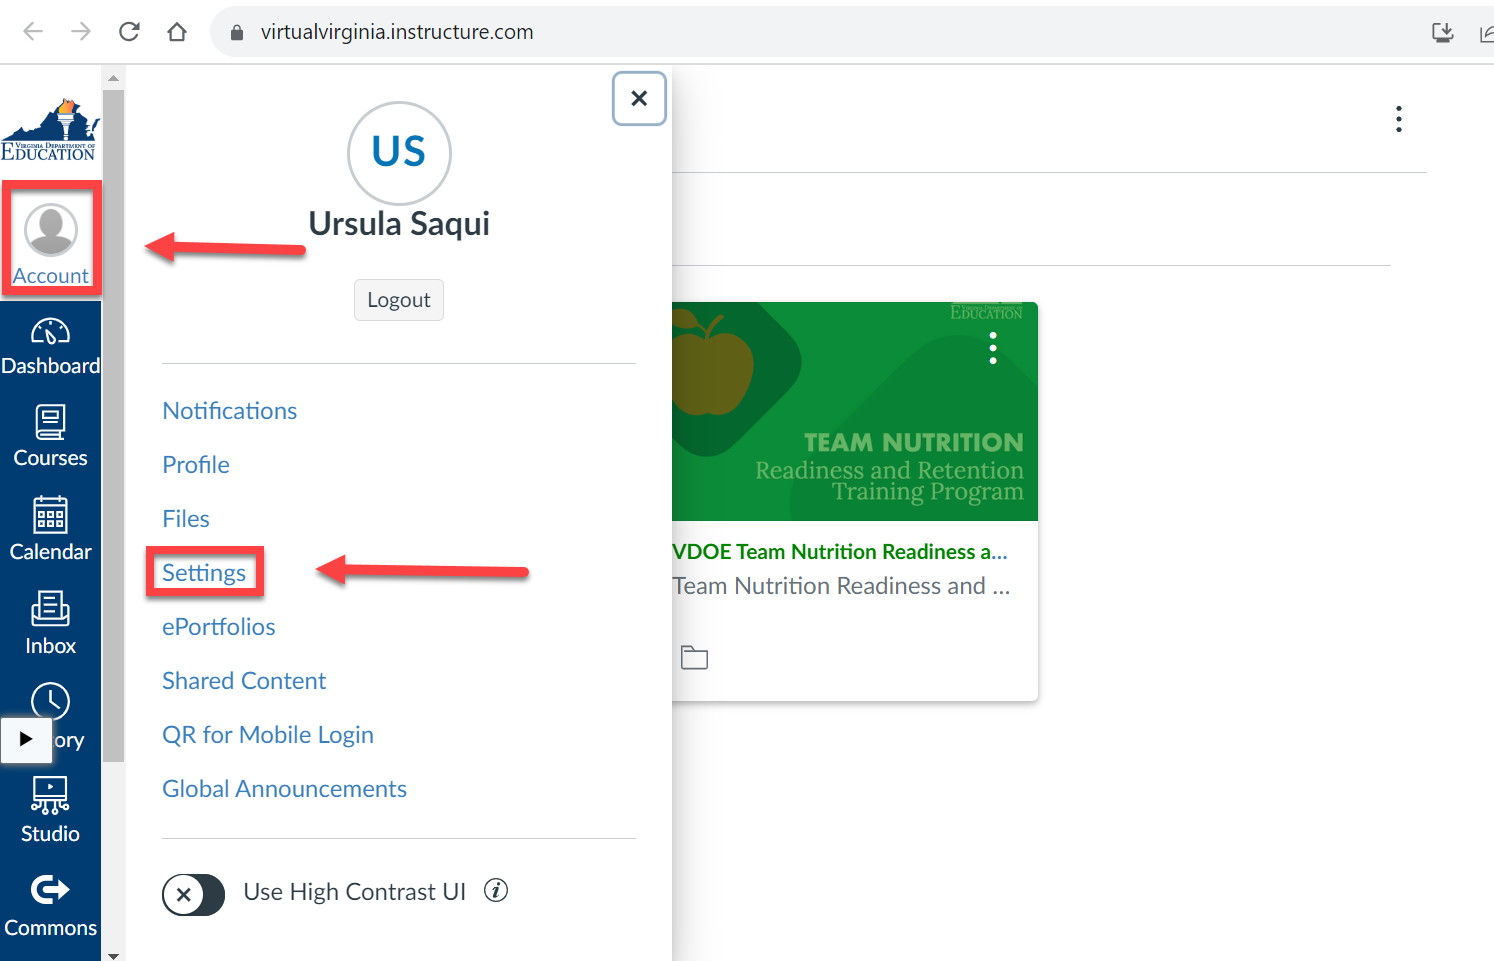 virtualvirginia.instructure.com
VIRGINIA DEPARTMENT OF
EDUCATION
Account
Dashboard
Courses
Calendar
Inbox
ory
Studio
Commons
US
Ursula Saqui
Logout
Notifications
Profile
Files
Settings
ePortfolios
Shared Content
QR for Mobile Login
Global Announcements
Use High Contrast UI
EDUCATION
TEAM NUTRITION
Readiness and Retention
Training Program
VDOE Team Nutrition Readiness a...
Team Nutrition Readiness and ...